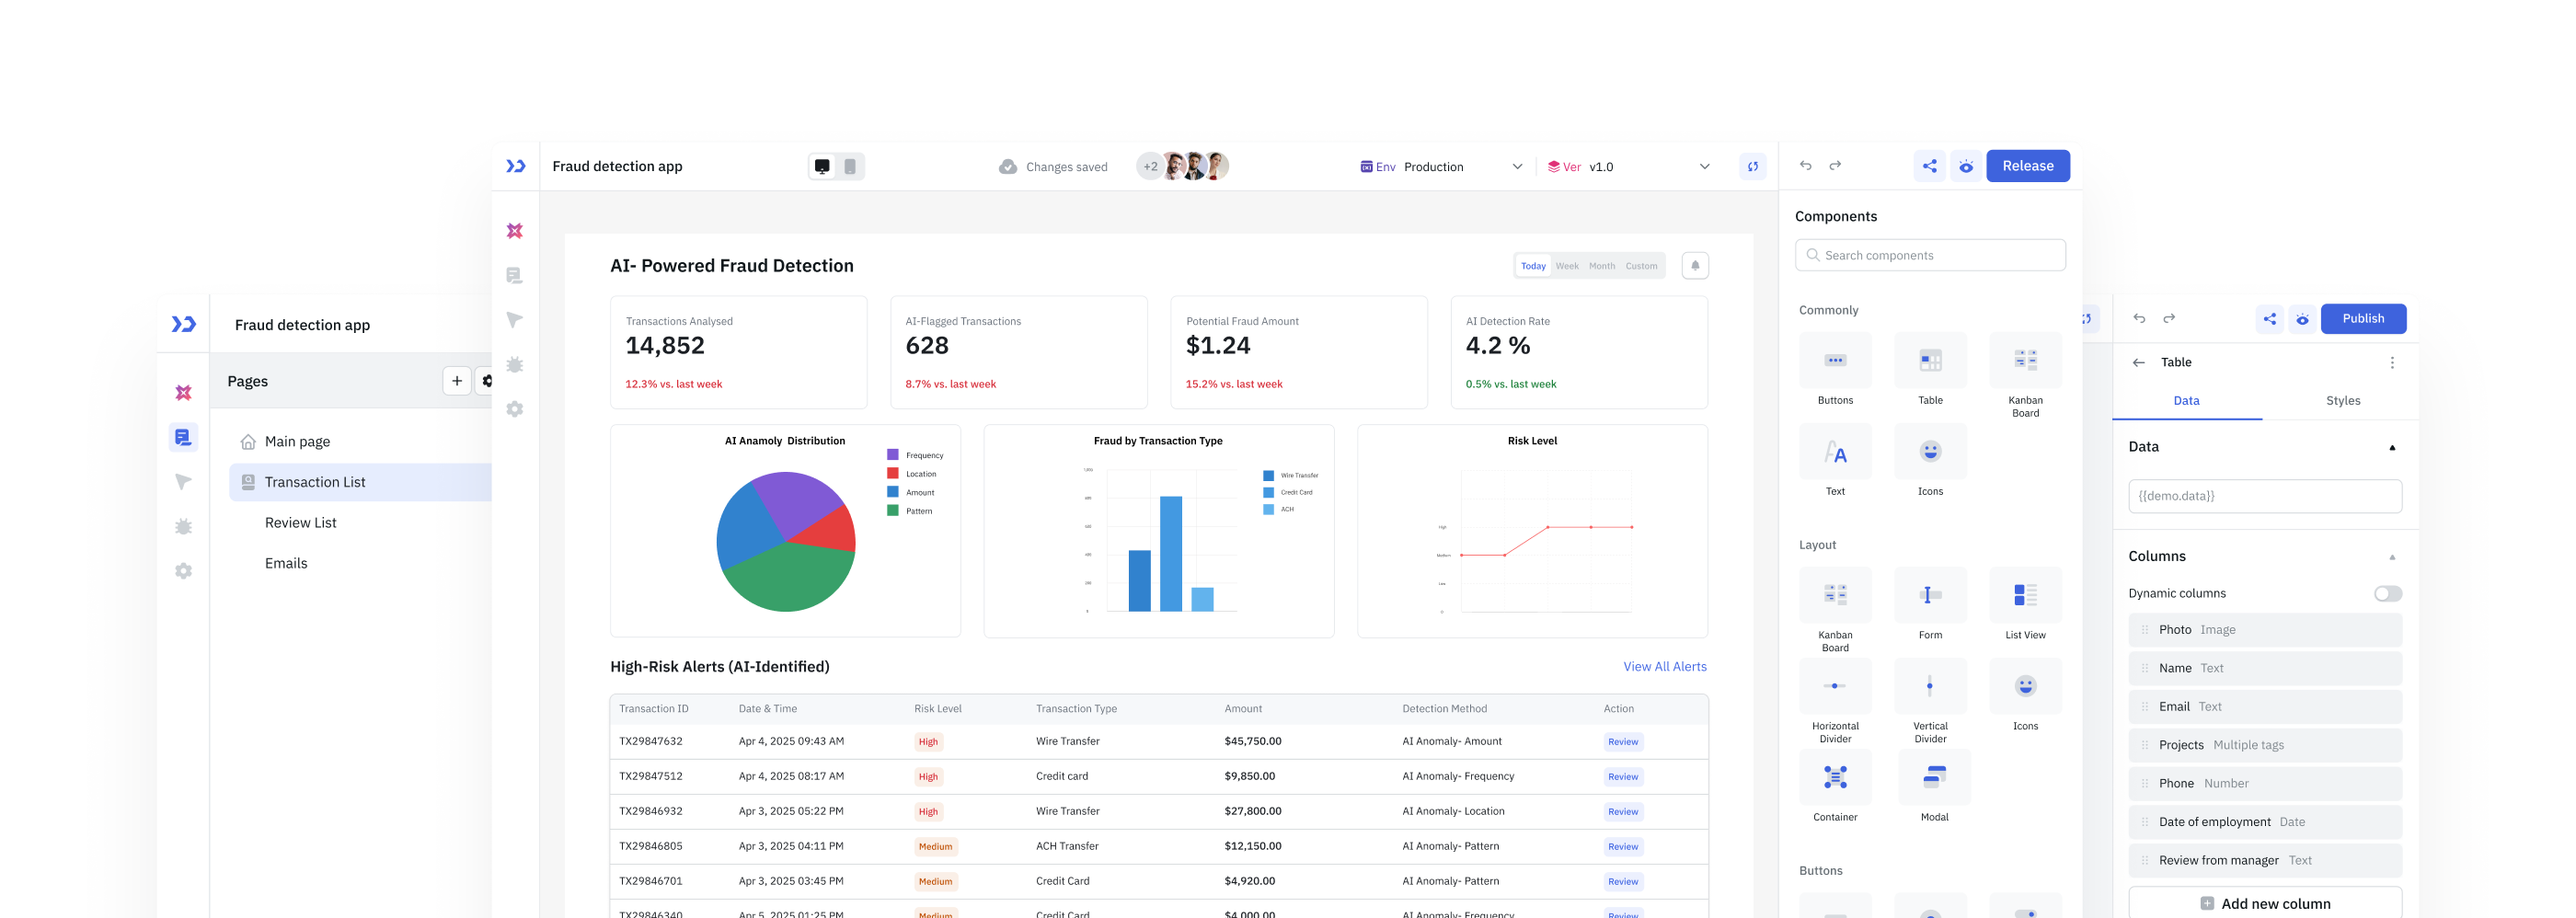 Fraud detection app
Pages
Main page
Transaction List
Review List
Emails
Fraud detection app
Changes saved
+2
Env Production
Ver v1.0
Release
AI- Powered Fraud Detection
Today Week Month Custom
Transactions Analysed
14,852
12.3% vs. last week
AI-Flagged Transactions
628
8.7% vs. last week
Potential Fraud Amount
$1.24
15.2% vs. last week
AI Detection Rate
4.2 %
0.5% vs. last week
AI Anamoly Distribution
Frequency
Location
Amount
Pattern
Fraud by Transaction Type
Wire Transfer
Credit Card
ACH
Risk Level
High
Medium
Low
0
High-Risk Alerts (AI-Identified)
View All Alerts
Transaction ID Date & Time Risk Level Transaction Type Amount Detection Method Action
TX29847632 Apr 4, 2025 09:43 AM High Wire Transfer $45,750.00 AI Anomaly- Amount Review
TX29847512 Apr 4, 2025 08:17 AM High Credit card $9,850.00 AI Anomaly- Frequency Review
TX29846932 Apr 3, 2025 05:22 PM High Wire Transfer $27,800.00 AI Anomaly- Location Review
TX29846805 Apr 3, 2025 04:11 PM Medium ACH Transfer $12,150.00 AI Anomaly- Pattern Review
TX29846701 Apr 3, 2025 03:45 PM Medium Credit Card $4,920.00 AI Anomaly- Pattern Review
TX29846340 Apr 5, 2025 01:25 PM Medium Credit Card $4,000.00 AI Anomaly- Frequency Review
Components
Search components
Commonly
Buttons
Table
Kanban Board
Text
Icons
Layout
Kanban Board
Form
List View
Horizontal Divider
Vertical Divider
Icons
Container
Modal
Buttons
Publish
Table
Data
Styles
Data
{{demo.data}}
Columns
Dynamic columns
Photo Image
Name Text
Email Text
Projects Multiple tags
Phone Number
Date of employment Date
Review from manager Text
Add new column